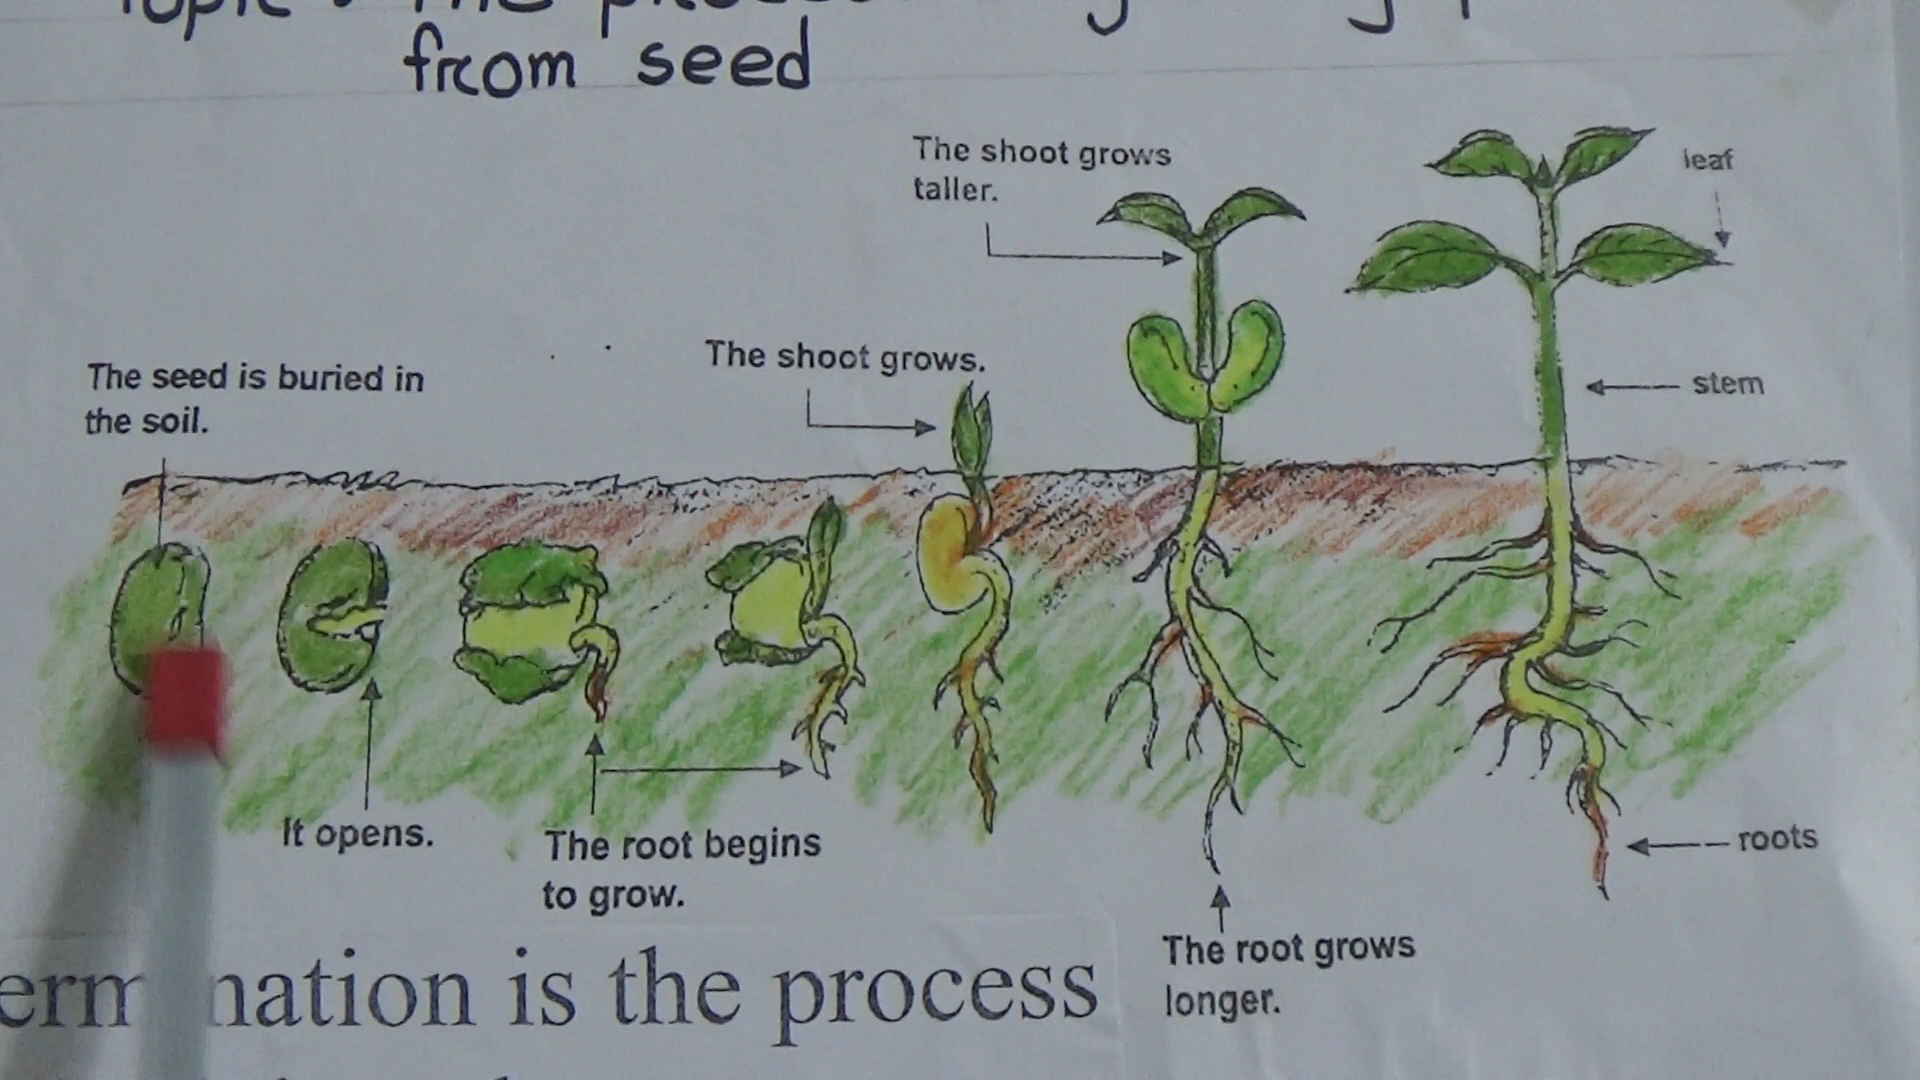 from seed
The shoot grows
taller.
leaf
The shoot grows.
The seed is buried in
the soil.
stem
It opens.
The root begins
to grow.
roots
The root grows
longer.
is the process